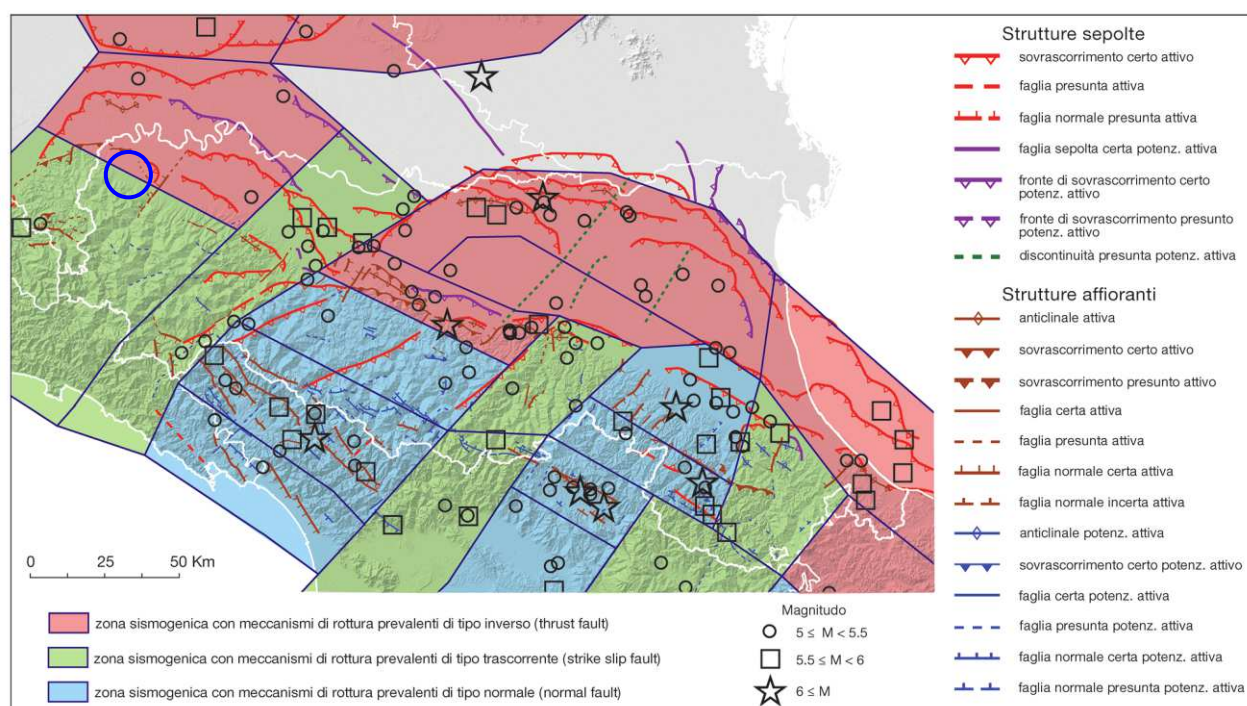 Strutture sepolte
sovrascorrimento certo attivo
faglia presunta attiva
faglia normale presunta attiva
faglia sepolta certa potenz. attiva
fronte di sovrascorrimento certo
potenz. attivo
fronte di sovrascorrimento presunto
potenz. attivo
discontinuità presunta potenz. attiva
Strutture affioranti
anticlinale attiva
sovrascorrimento certo attivo
sovrascorrimento presunto attivo
faglia certa attiva
faglia presunta attiva
faglia normale certa attiva
faglia normale incerta attiva
anticlinale potenz. attiva
sovrascorrimento certo potenz. attivo
faglia certa potenz. attiva
faglia presunta potenz. attiva
faglia normale certa potenz. attiva
faglia normale presunta potenz. attiva
0 25 50 Km
zona sismogenica con meccanismi di rottura prevalenti di tipo inverso (thrust fault)
zona sismogenica con meccanismi di rottura prevalenti di tipo trascorrente (strike slip fault)
zona sismogenica con meccanismi di rottura prevalenti di tipo normale (normal fault)
Magnitudo
5 ≤ M < 5.5
5.5 ≤ M < 6
6 ≤ M